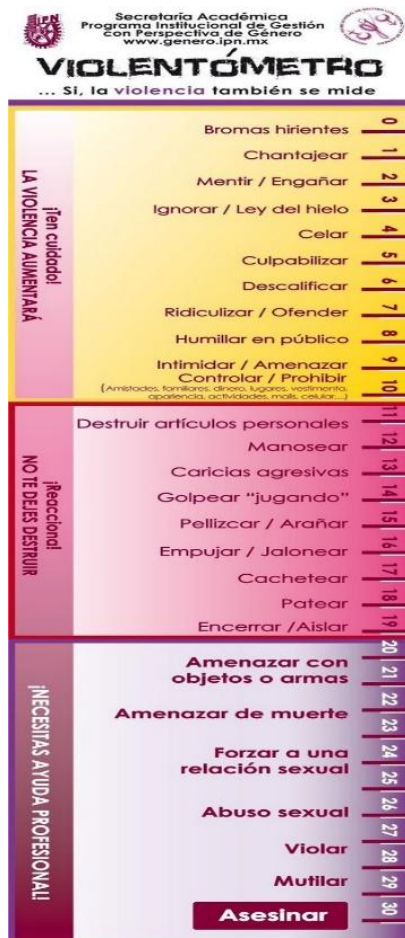 IPN
Secretaría Académica
Programa Institucional de Gestión
con Perspectiva de Género
www.genero.ipn.mx
VIOLENTÓMETRO
... Si, la violencia también se mide
¡Ten cuidado!
LA VIOLENCIA AUMENTARÁ
0
Bromas hirientes
1
Chantajear
2
Mentir / Engañar
3
Ignorar / Ley del hielo
4
Celar
5
Culpabilizar
6
Descalificar
7
Ridiculizar / Ofender
8
Humillar en público
9
Intimidar / Amenazar
Controlar / Prohibir
10
(Amistades, familiares, dinero, lugares, vestimenta,
apariencia, actividades, mails, celular...)
¡Reacciona!
NO TE DEJES DESTRUIR
11
Destruir artículos personales
12
Manosear
13
Caricias agresivas
14
Golpear “jugando”
15
Pellizcar / Arañar
16
Empujar / Jalonear
17
Cachetear
18
Patear
19
Encerrar /Aislar
¡NECESITAS AYUDA PROFESIONAL!
20
Amenazar con
objetos o armas
21
22
Amenazar de muerte
23
Forzar a una
relación sexual
24
25
26
Abuso sexual
27
Violar
28
Mutilar
29
30
Asesinar